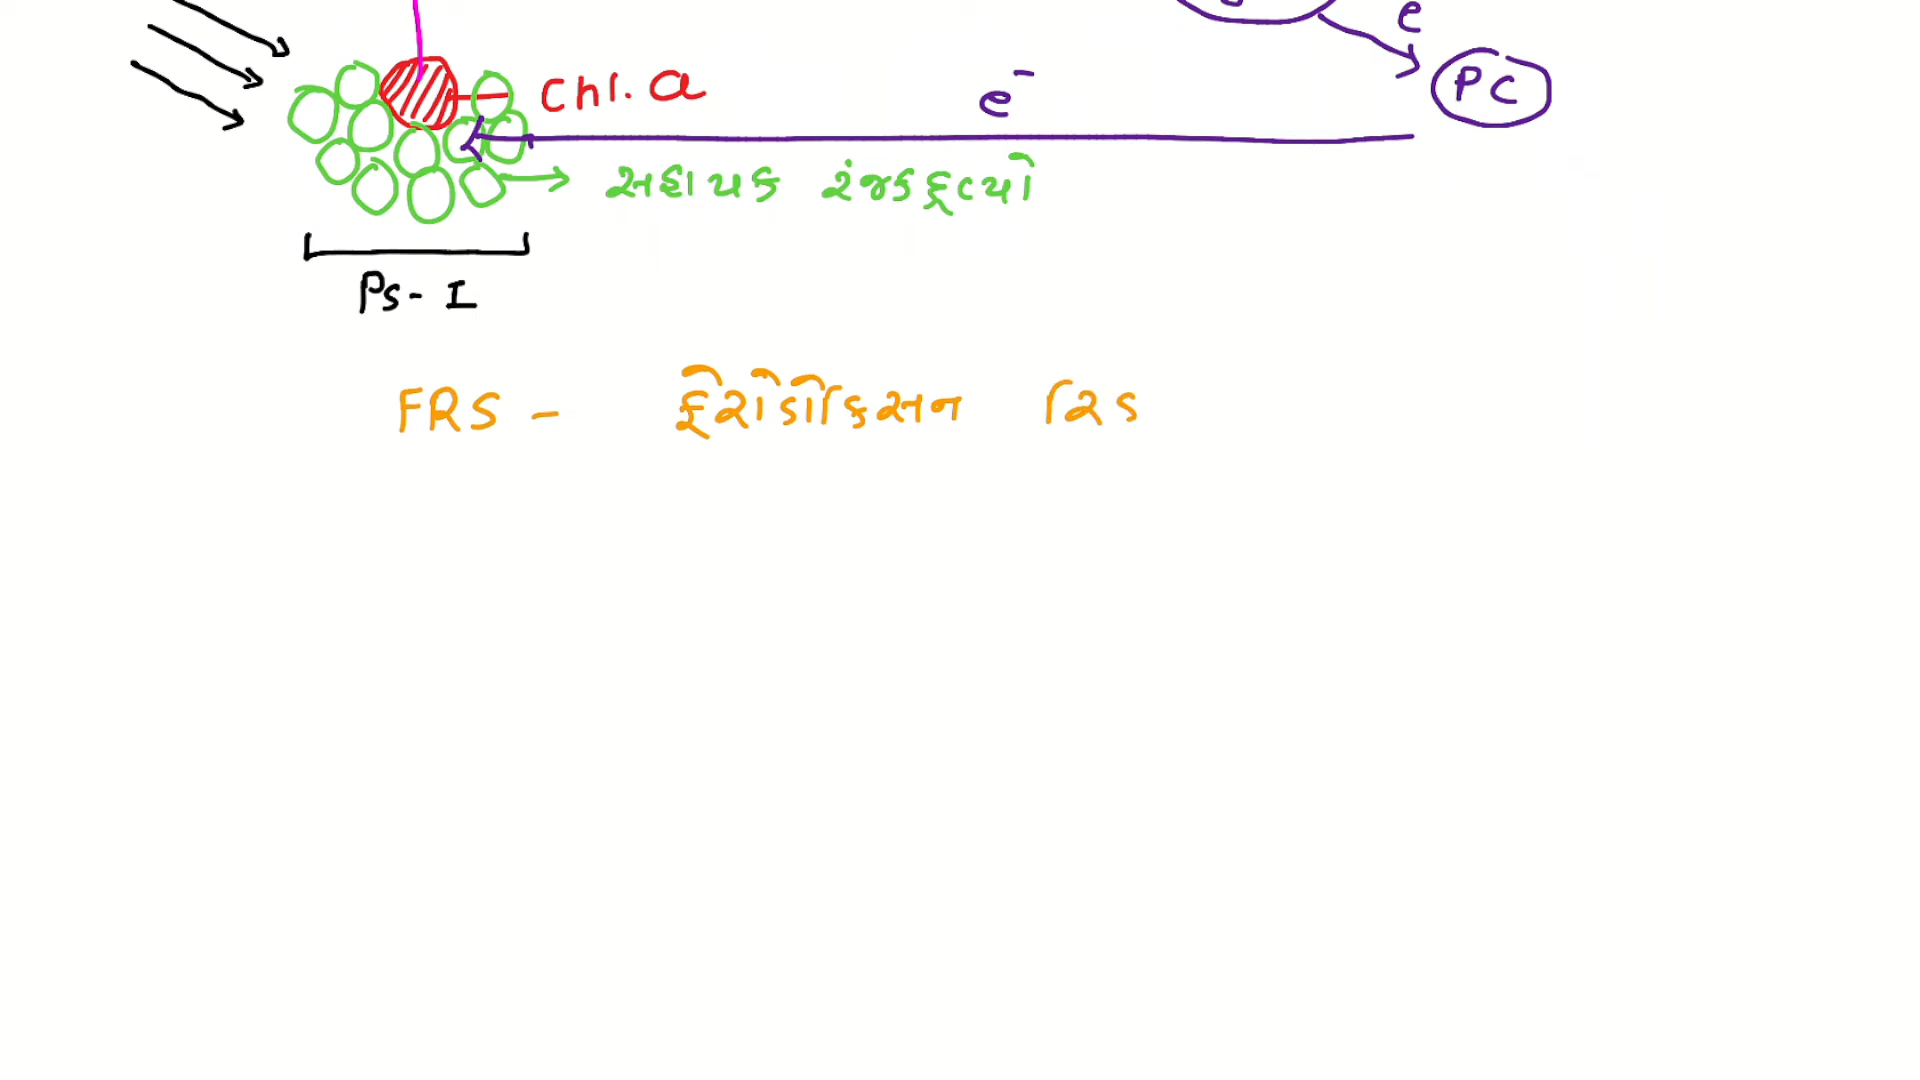 e
PC
Chl. a
e⁻
સહાયક રંજકદ્રવ્યો
Ps - I
FRS - ફેરોડોક્સિન રિડ